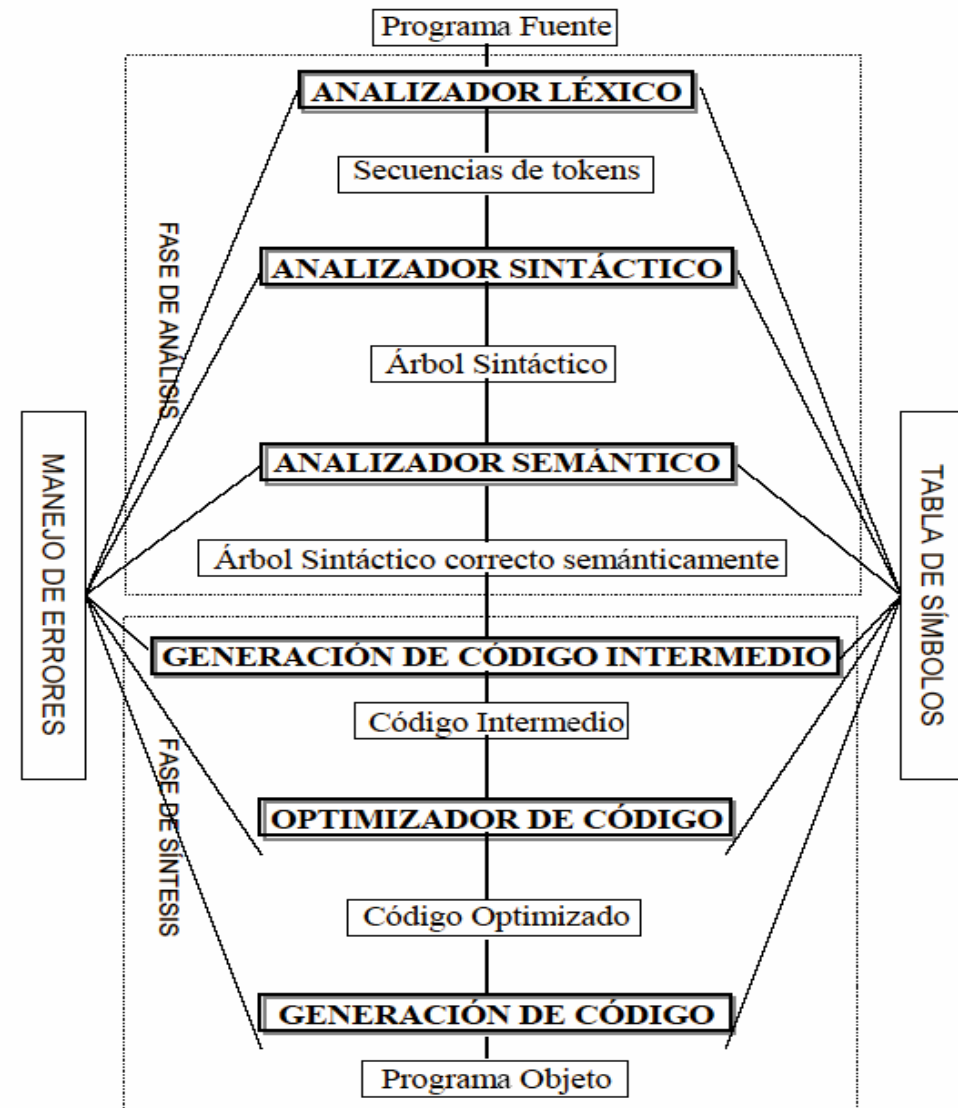 Programa Fuente
ANALIZADOR LÉXICO
Secuencias de tokens
FASE DE ANÁLISIS
ANALIZADOR SINTÁCTICO
Árbol Sintáctico
ANALIZADOR SEMÁNTICO
MANEJO DE ERRORES
TABLA DE SÍMBOLOS
Árbol Sintáctico correcto semánticamente
GENERACIÓN DE CÓDIGO INTERMEDIO
Código Intermedio
FASE DE SÍNTESIS
OPTIMIZADOR DE CÓDIGO
Código Optimizado
GENERACIÓN DE CÓDIGO
Programa Objeto